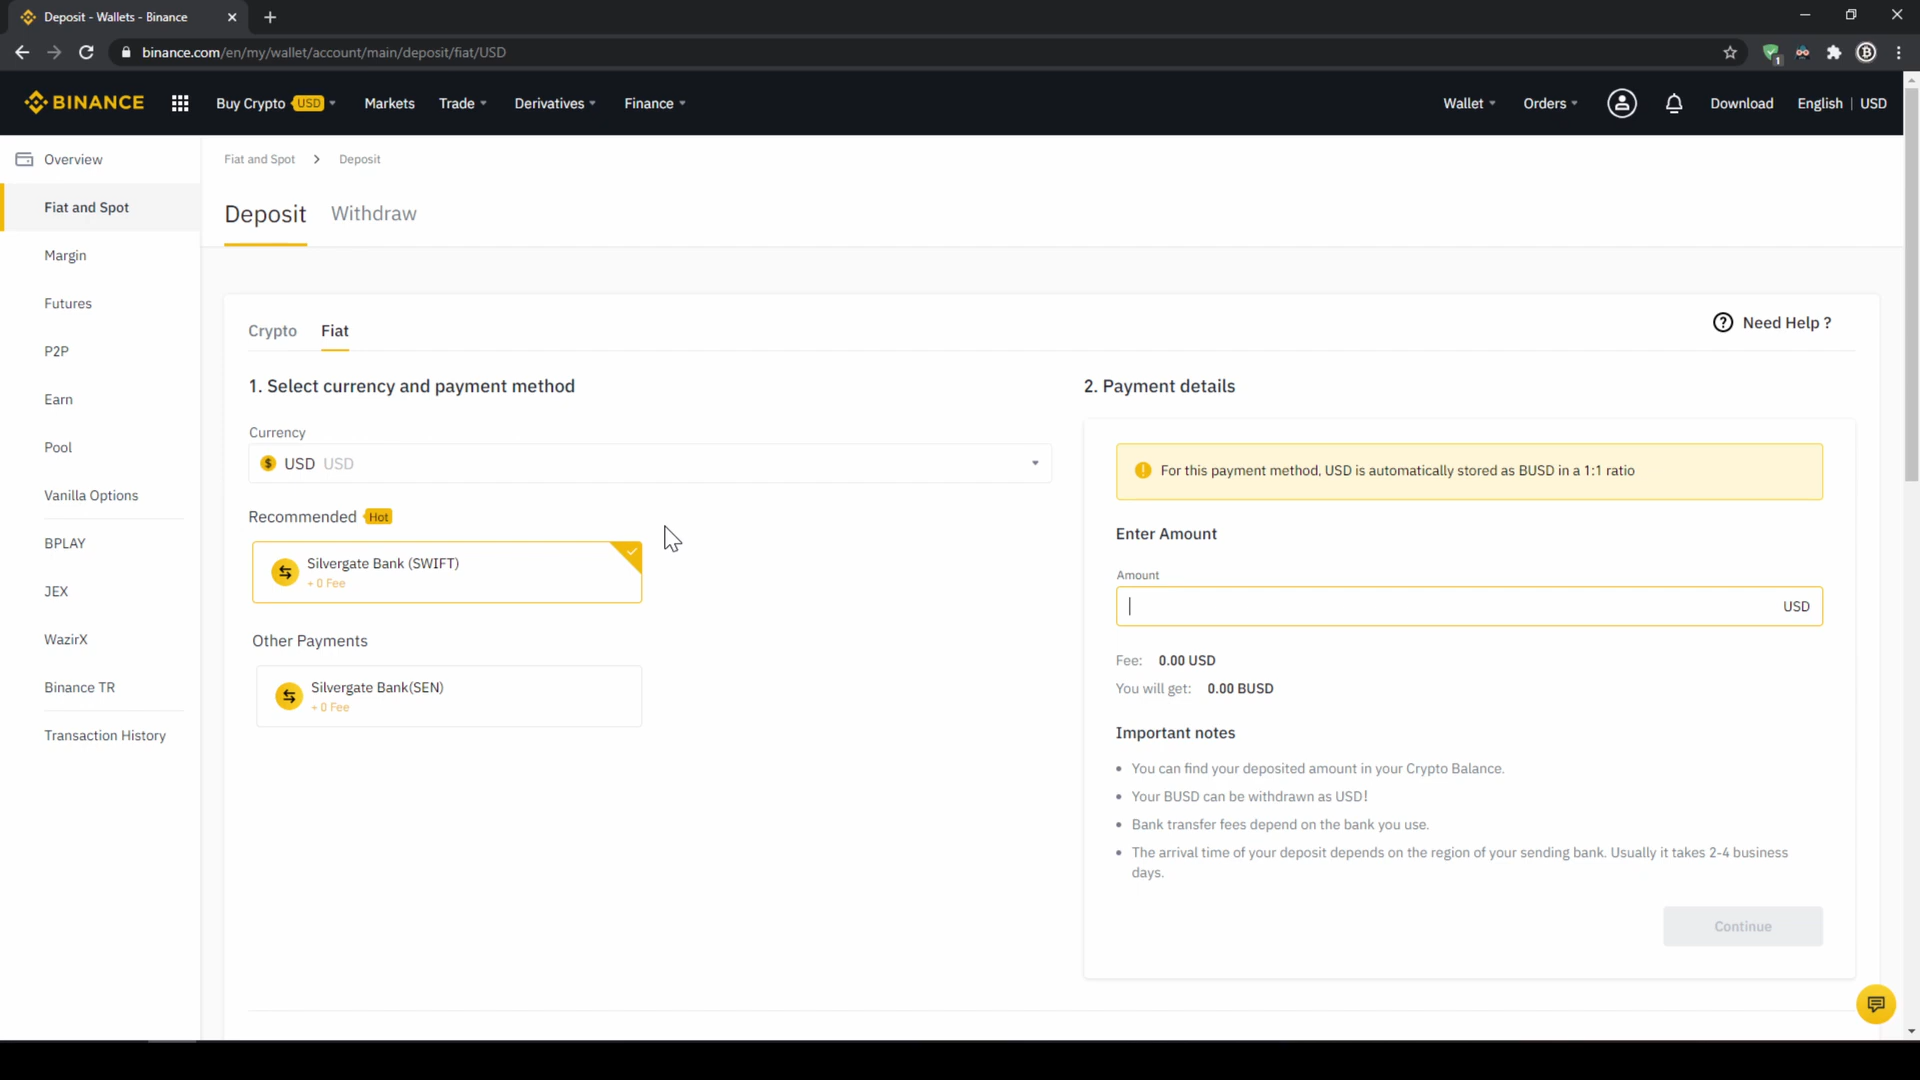 Deposit - Wallets - Binance
binance.com/en/my/wallet/account/main/deposit/fiat/USD
1
BINANCE
Buy Crypto USD
Markets
Trade
Derivatives
Finance
Wallet
Orders
Download
English | USD
Overview
Fiat and Spot
Margin
Futures
P2P
Earn
Pool
Vanilla Options
BPLAY
JEX
WazirX
Binance TR
Transaction History
Fiat and Spot > Deposit
Deposit
Withdraw
Crypto
Fiat
Need Help ?
1. Select currency and payment method
Currency
USD USD
Recommended Hot
Silvergate Bank (SWIFT)
+ 0 Fee
Other Payments
Silvergate Bank(SEN)
+ 0 Fee
2. Payment details
For this payment method, USD is automatically stored as BUSD in a 1:1 ratio
Enter Amount
Amount
USD
Fee: 0.00 USD
You will get: 0.00 BUSD
Important notes
• You can find your deposited amount in your Crypto Balance.
• Your BUSD can be withdrawn as USD!
• Bank transfer fees depend on the bank you use.
• The arrival time of your deposit depends on the region of your sending bank. Usually it takes 2-4 business
days.
Continue